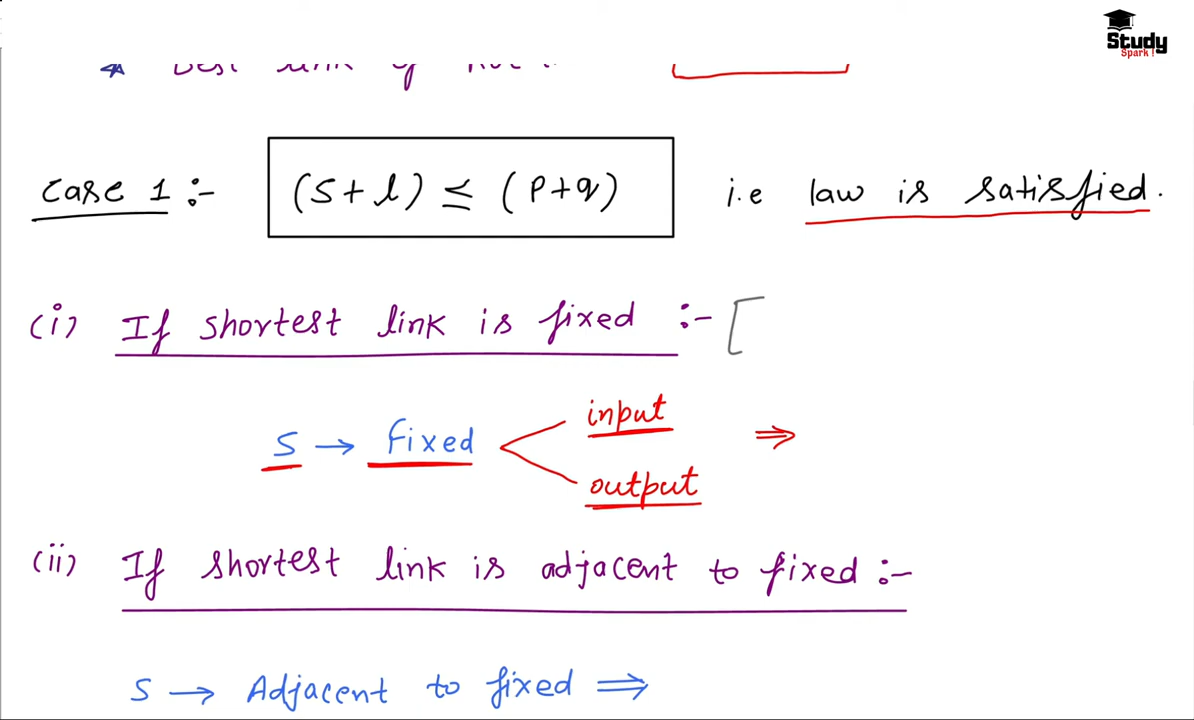 Study
Spark !
Case 1 :- (S + l) ≤ (P + q) i.e law is satisfied.
(i) If shortest link is fixed :- [
S → fixed < input ⇒
output
(ii) If shortest link is adjacent to fixed :-
S → Adjacent to fixed ⇒